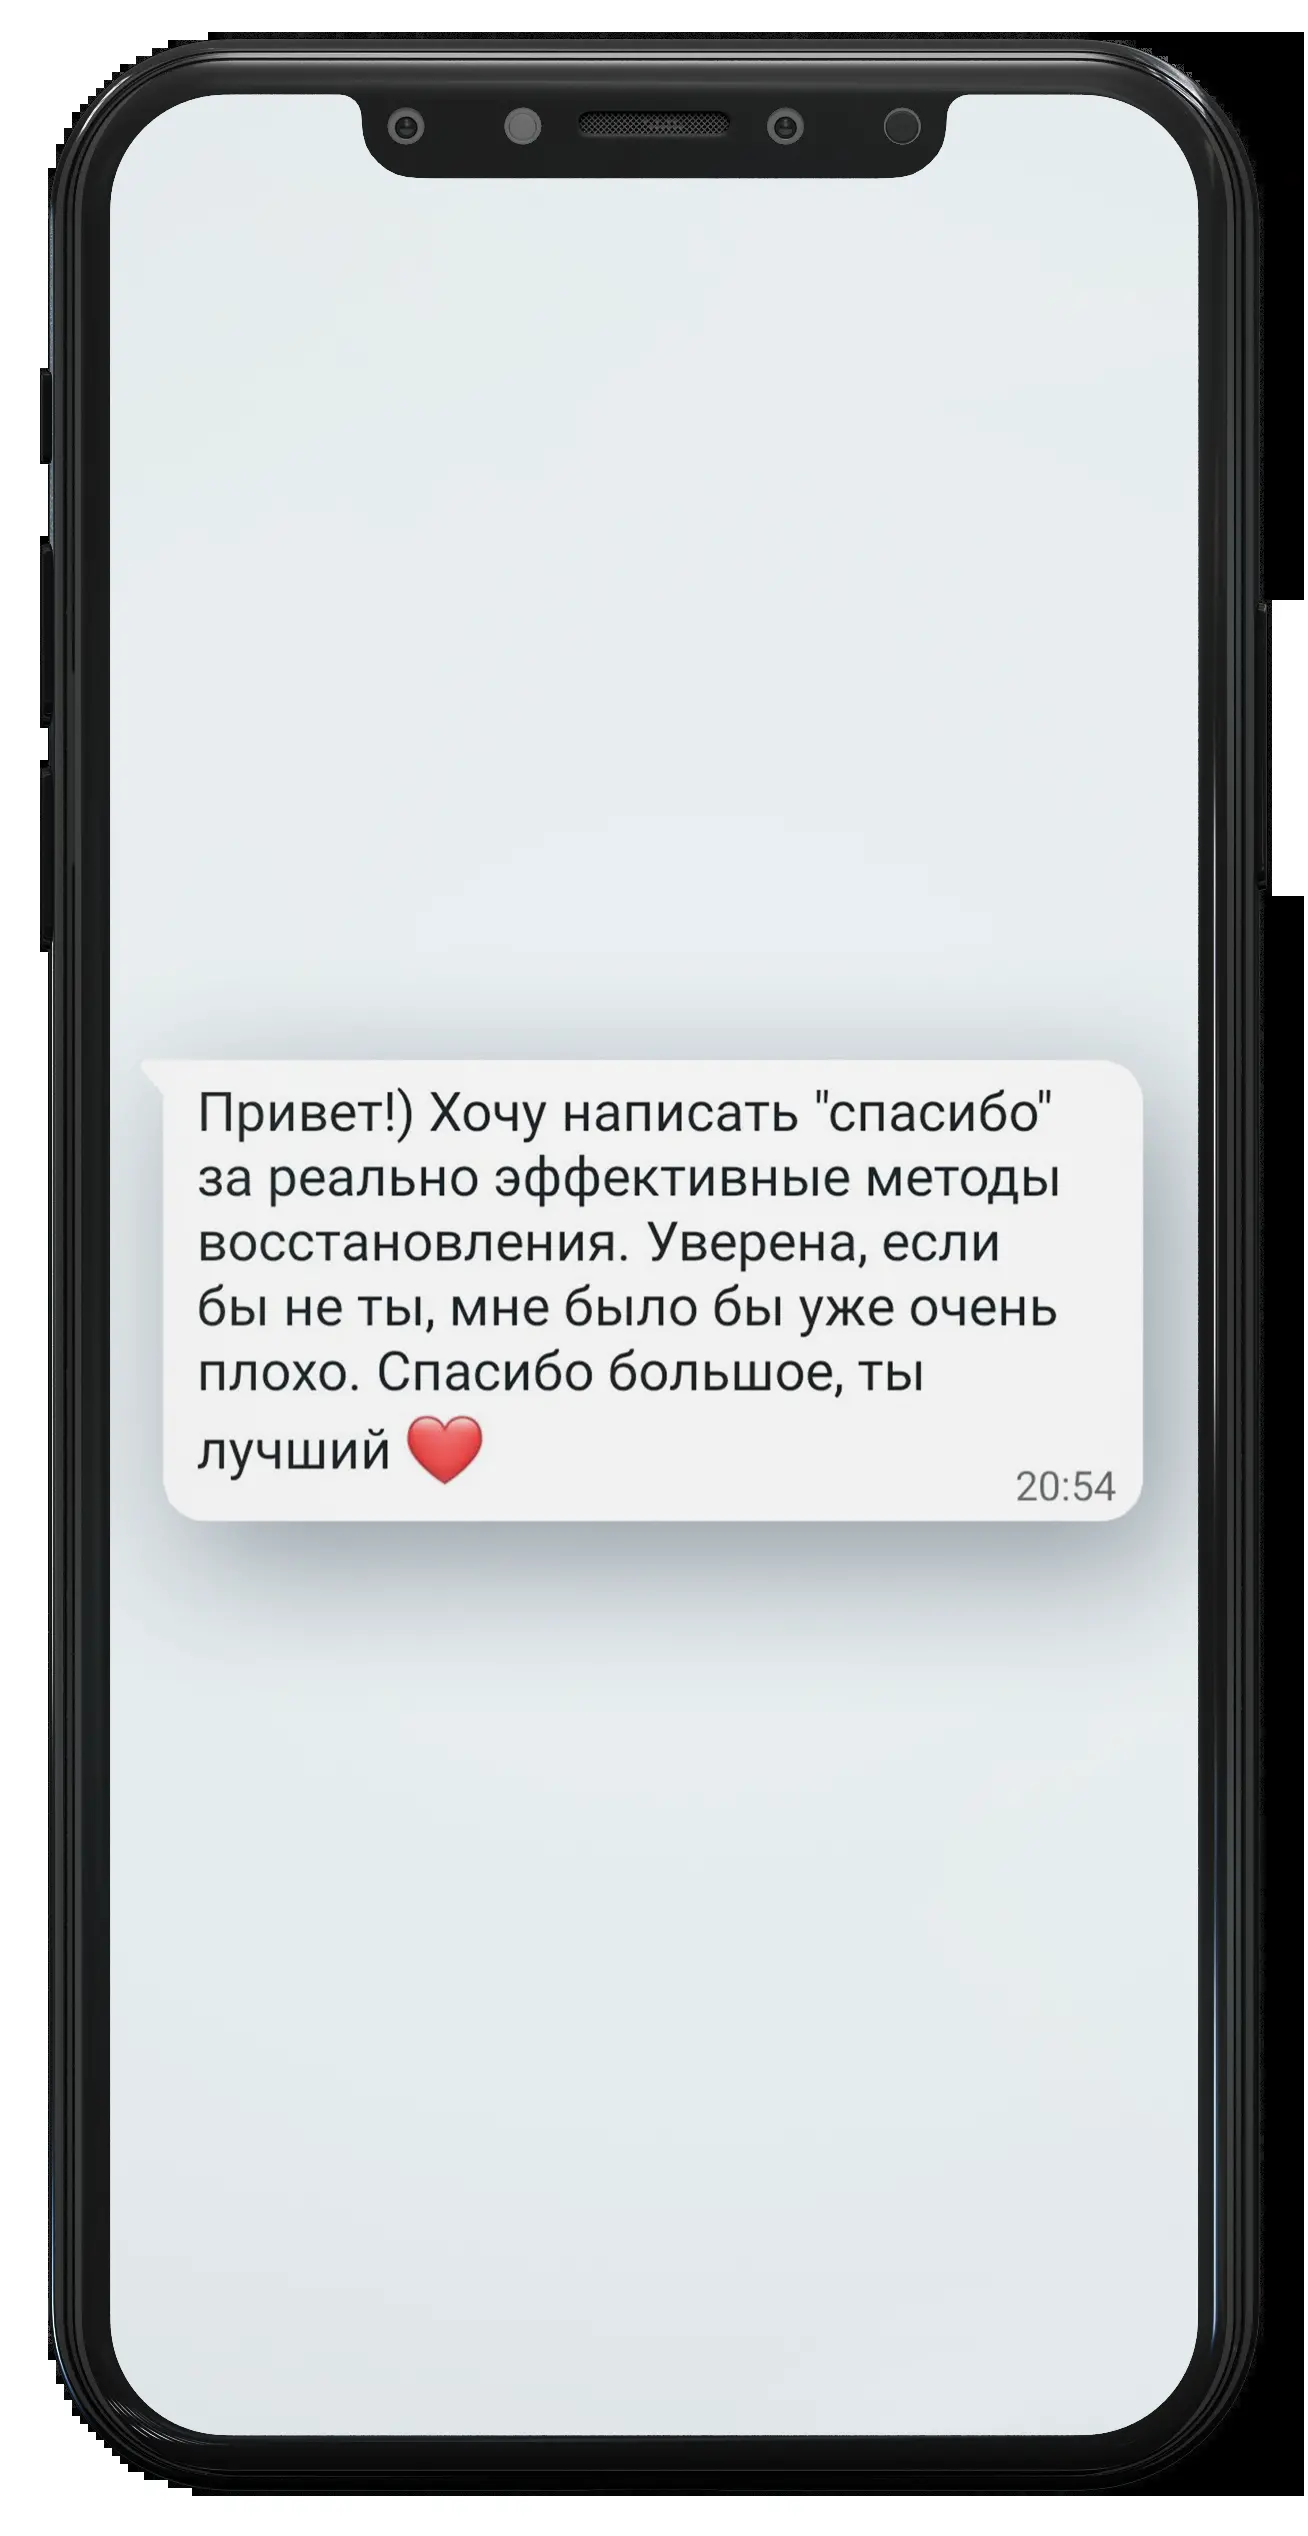 Привет!) Хочу написать "спасибо"
за реально эффективные методы
восстановления. Уверена, если
бы не ты, мне было бы уже очень
плохо. Спасибо большое, ты
лучший ❤️
20:54